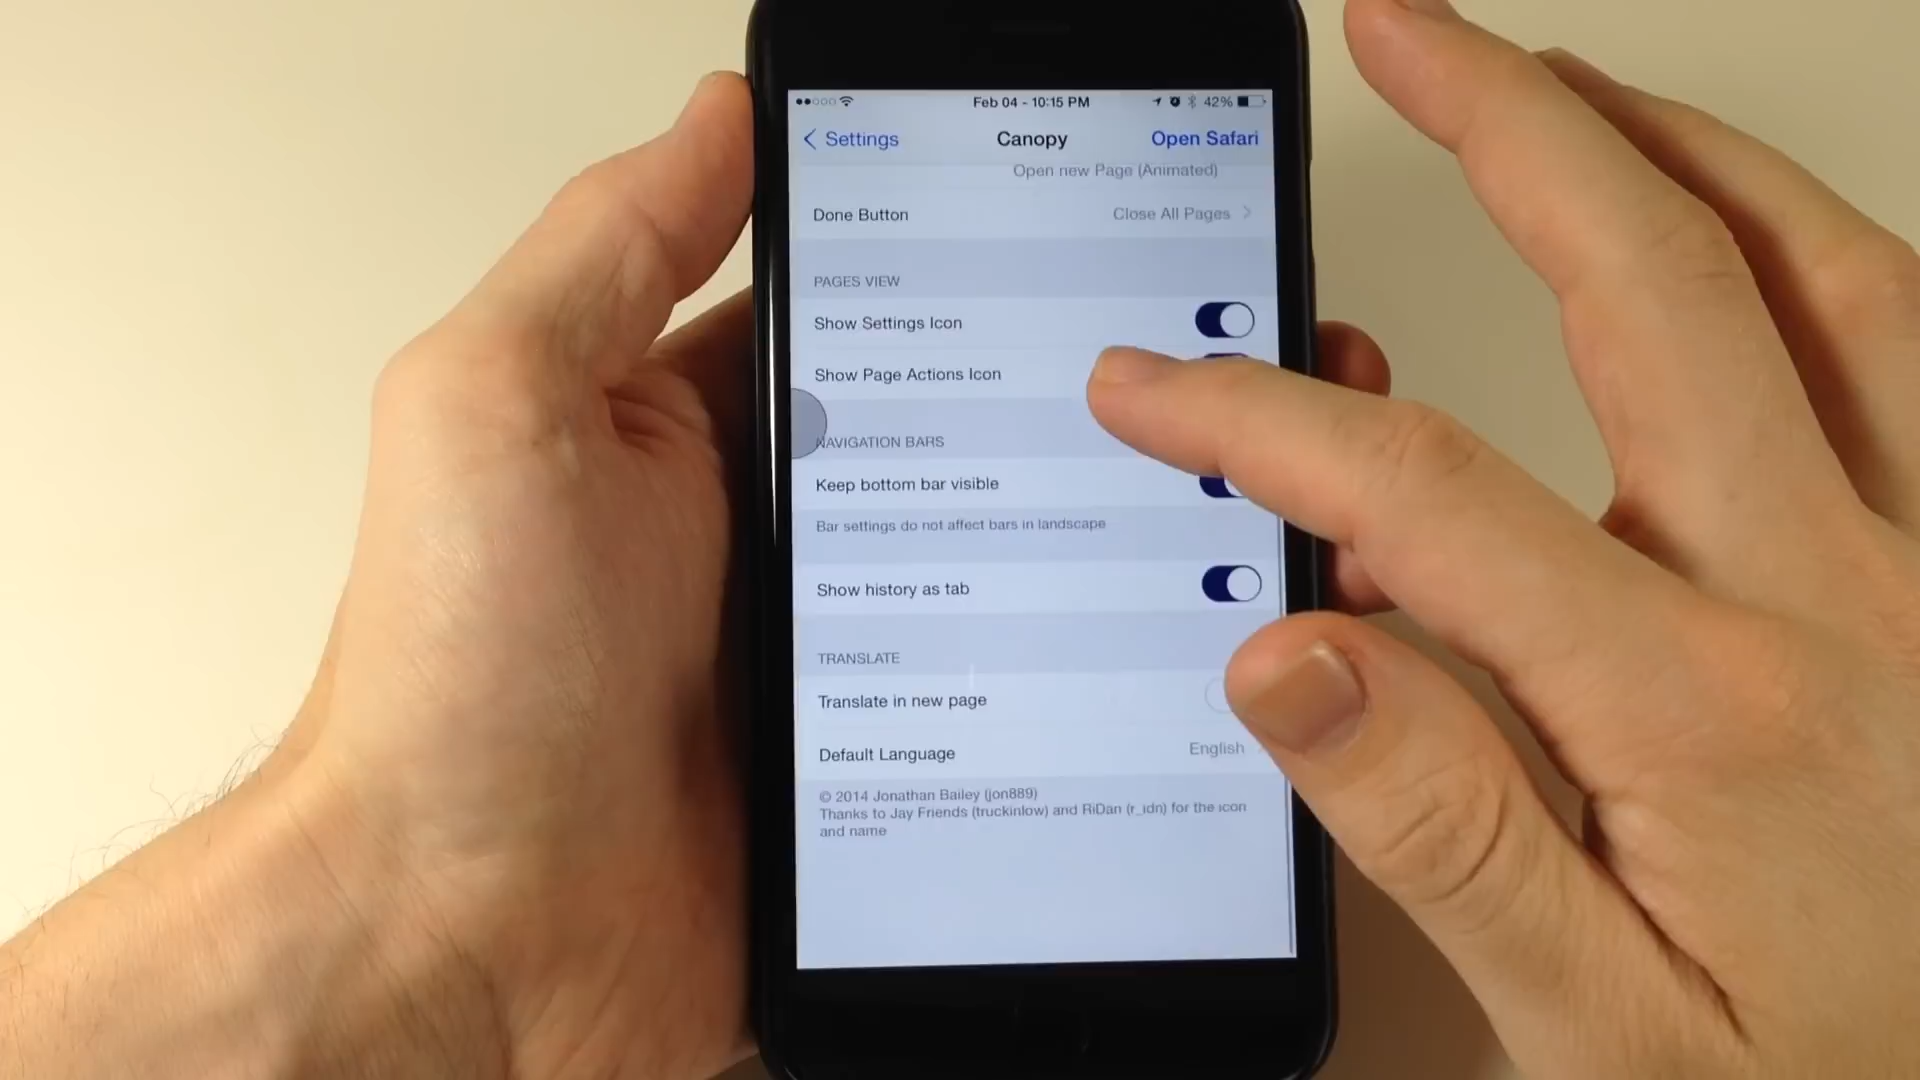 Feb 04 - 10:15 PM
42%
Settings
Canopy
Open Safari
Open new Page (Animated)
Done Button
Close All Pages
PAGES VIEW
Show Settings Icon
Show Page Actions Icon
NAVIGATION BARS
Keep bottom bar visible
Bar settings do not affect bars in landscape
Show history as tab
TRANSLATE
Translate in new page
Default Language
English
© 2014 Jonathan Bailey (jon889)
Thanks to Jay Friends (truckinlow) and RiDan (r_idn) for the icon
and name